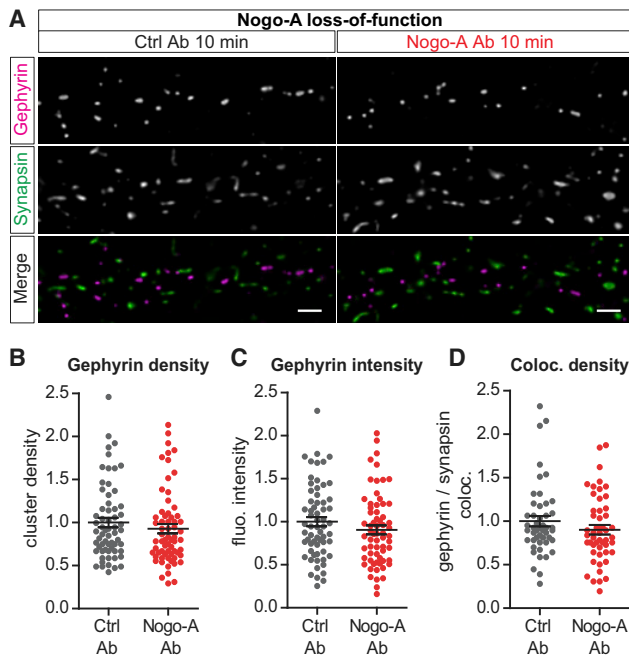 A
Nogo-A loss-of-function
Ctrl Ab 10 min
Nogo-A Ab 10 min
Gephyrin
Synapsin
Merge
B
Gephyrin density
cluster density
2.5
2.0
1.5
1.0
0.5
0.0
Ctrl
Ab
Nogo-A
Ab
C
Gephyrin intensity
fluo. intensity
2.5
2.0
1.5
1.0
0.5
0.0
Ctrl
Ab
Nogo-A
Ab
D
Coloc. density
gephyrin / synapsin
coloc.
2.5
2.0
1.5
1.0
0.5
0.0
Ctrl
Ab
Nogo-A
Ab